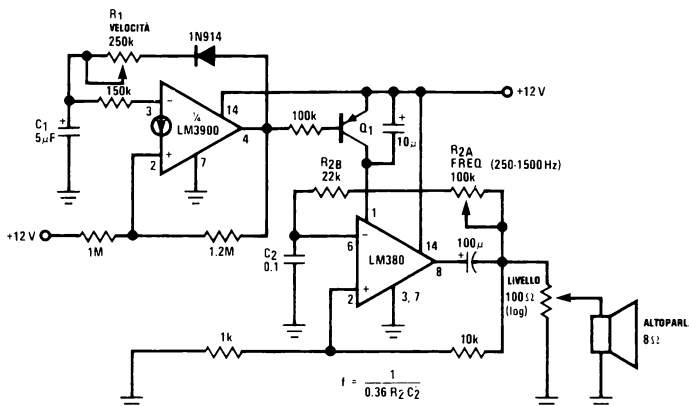 R1
VELOCITÀ
250k
1N914
150k
3
−
14
¼
LM3900
4
C1
5μF
+
2
+
7
+12 V
1M
1.2M
100k
Q1
+
10μ
+12 V
R2B
22k
R2A
FREQ (250-1500 Hz)
100k
1
6
−
14
LM380
8
C2
0.1
2
+
3, 7
100μ
+
LIVELLO
100Ω
(log)
ALTOPARL.
8Ω
1k
10k
f = 1
0.36 R2 C2